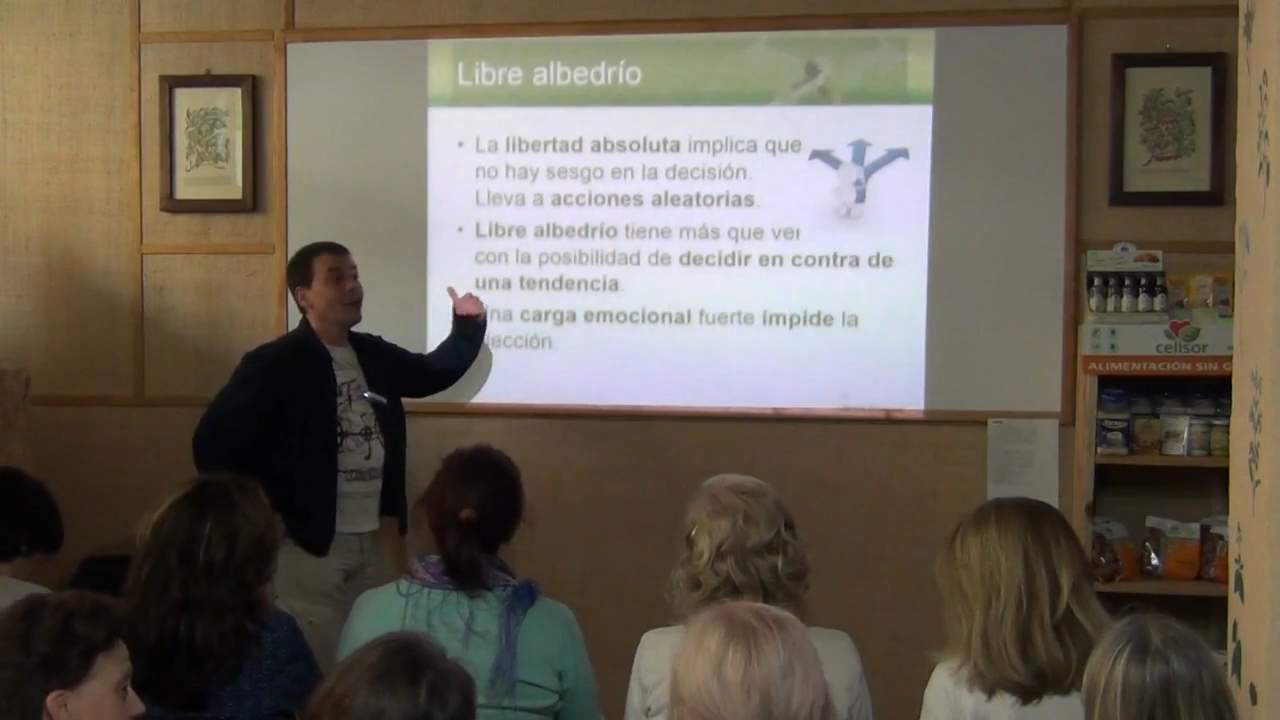 Libre albedrío
• La libertad absoluta implica que
no hay sesgo en la decisión.
Lleva a acciones aleatorias.
• Libre albedrío tiene más que ver
con la posibilidad de decidir en contra de
una tendencia.
carga emocional fuerte impide la
celisor
ALIMENTACIÓN SIN G